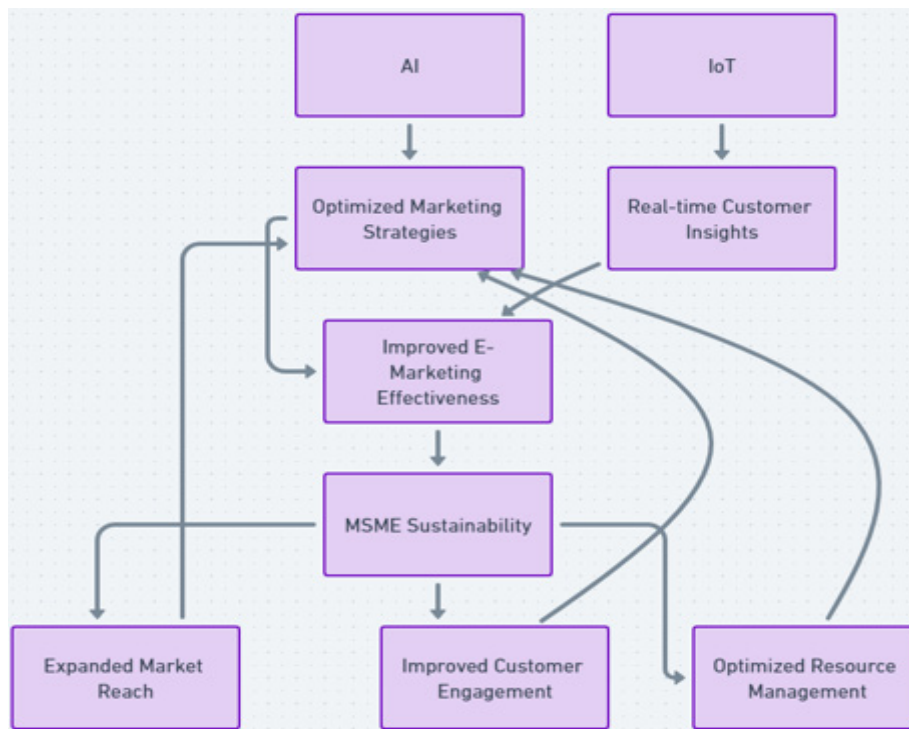 AI
IoT
Optimized Marketing
Strategies
Real-time Customer
Insights
Improved E-
Marketing
Effectiveness
MSME Sustainability
Expanded Market
Reach
Improved Customer
Engagement
Optimized Resource
Management